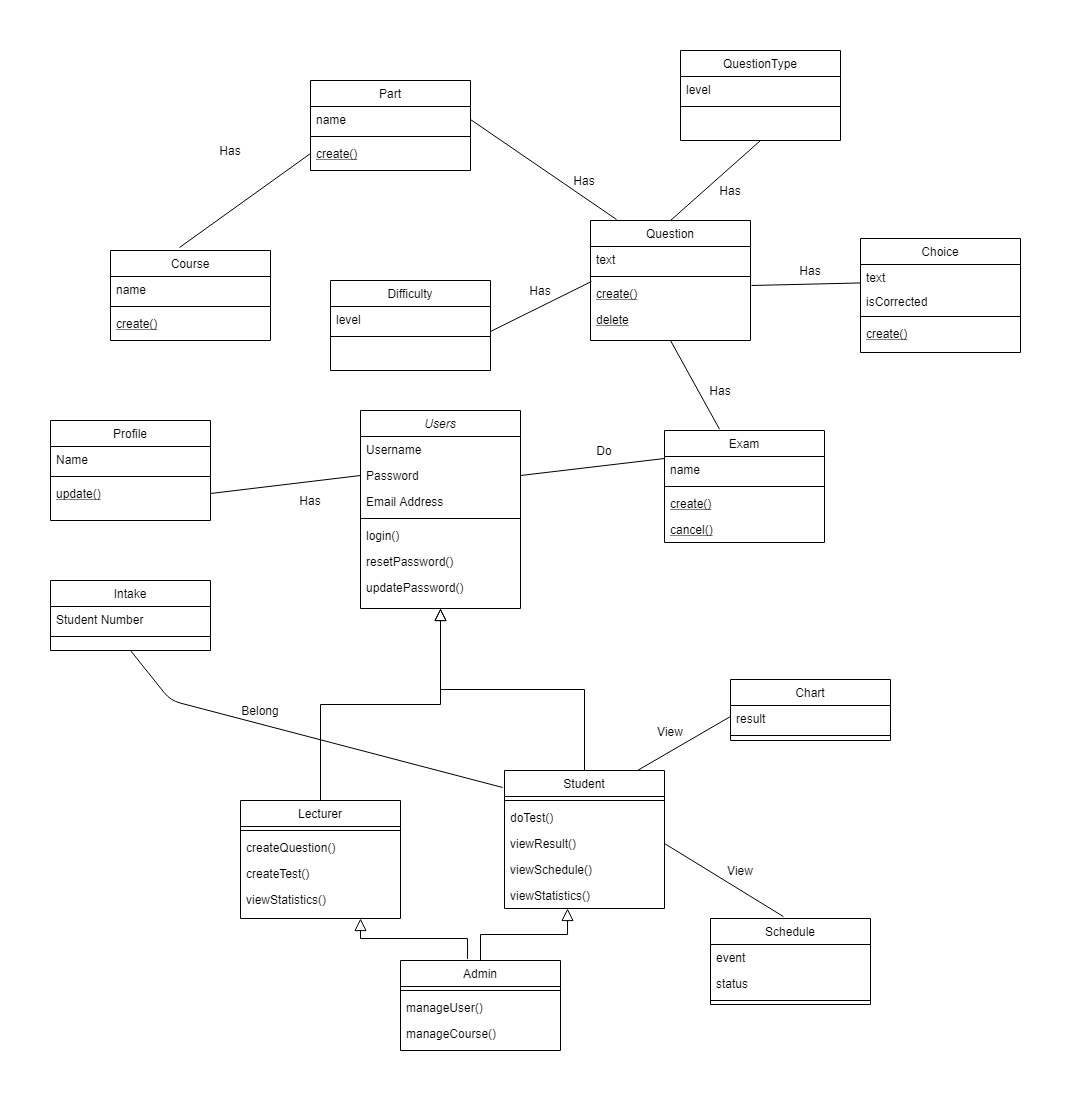 QuestionType
level
Part
name
create()
Has
Has
Has
Question
text
create()
delete
Choice
text
isCorrected
create()
Has
Course
name
create()
Difficulty
level
Has
Has
Profile
Name
update()
Has
Users
Username
Password
Email Address
login()
resetPassword()
updatePassword()
Do
Exam
name
create()
cancel()
Intake
Student Number
Belong
Chart
result
View
Student
doTest()
viewResult()
viewSchedule()
viewStatistics()
Lecturer
createQuestion()
createTest()
viewStatistics()
View
Schedule
event
status
Admin
manageUser()
manageCourse()